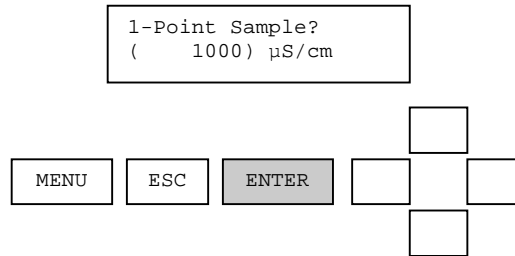 1-Point Sample?
(    1000) µS/cm
MENU ESC ENTER